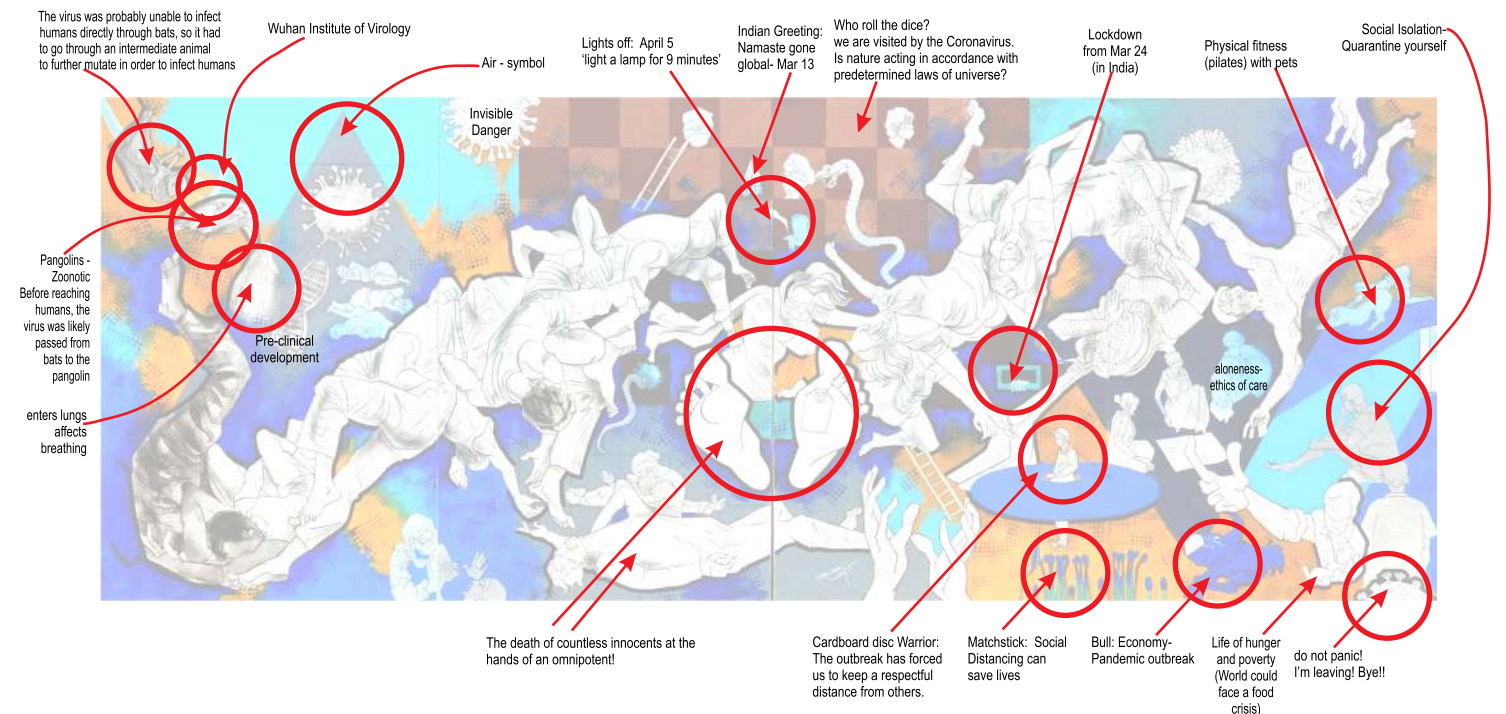 The virus was probably unable to infect
humans directly through bats, so it had
to go through an intermediate animal
to further mutate in order to infect humans
Wuhan Institute of Virology
Air - symbol
Invisible
Danger
Lights off:  April 5
'light a lamp for 9 minutes'
Indian Greeting:
Namaste gone
global- Mar 13
Who roll the dice?
we are visited by the Coronavirus.
Is nature acting in accordance with
predetermined laws of universe?
Lockdown
from Mar 24
(in India)
Physical fitness
(pilates) with pets
Social Isolation-
Quarantine yourself
Pangolins -
Zoonotic
Before reaching
humans, the
virus was likely
passed from
bats to the
pangolin
Pre-clinical
development
enters lungs
affects
breathing
aloneness-
ethics of care
The death of countless innocents at the
hands of an omnipotent!
Cardboard disc Warrior:
The outbreak has forced
us to keep a respectful
distance from others.
Matchstick:  Social
Distancing can
save lives
Bull: Economy-
Pandemic outbreak
Life of hunger
and poverty
(World could
face a food
crisis)
do not panic!
I'm leaving! Bye!!